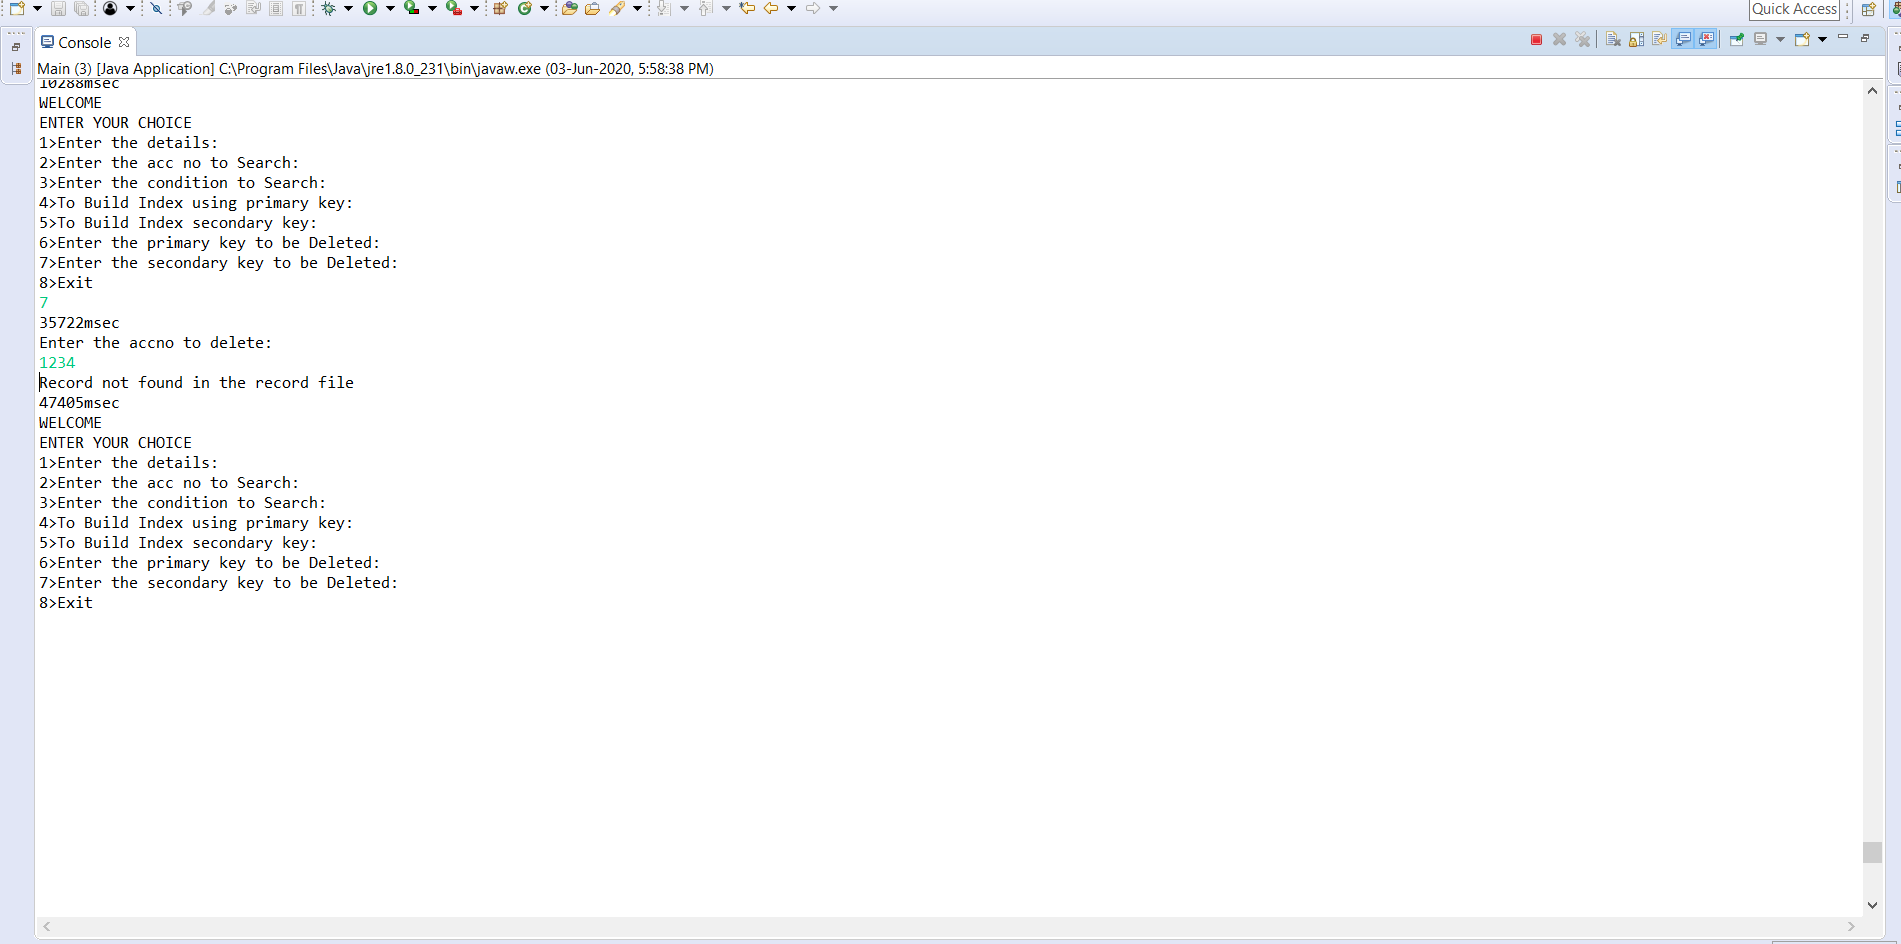 Quick Access
Console
Main (3) [Java Application] C:\Program Files\Java\jre1.8.0_231\bin\javaw.exe (03-Jun-2020, 5:58:38 PM)
10288msec
WELCOME
ENTER YOUR CHOICE
1>Enter the details:
2>Enter the acc no to Search:
3>Enter the condition to Search:
4>To Build Index using primary key:
5>To Build Index secondary key:
6>Enter the primary key to be Deleted:
7>Enter the secondary key to be Deleted:
8>Exit
7
35722msec
Enter the accno to delete:
1234
Record not found in the record file
47405msec
WELCOME
ENTER YOUR CHOICE
1>Enter the details:
2>Enter the acc no to Search:
3>Enter the condition to Search:
4>To Build Index using primary key:
5>To Build Index secondary key:
6>Enter the primary key to be Deleted:
7>Enter the secondary key to be Deleted:
8>Exit